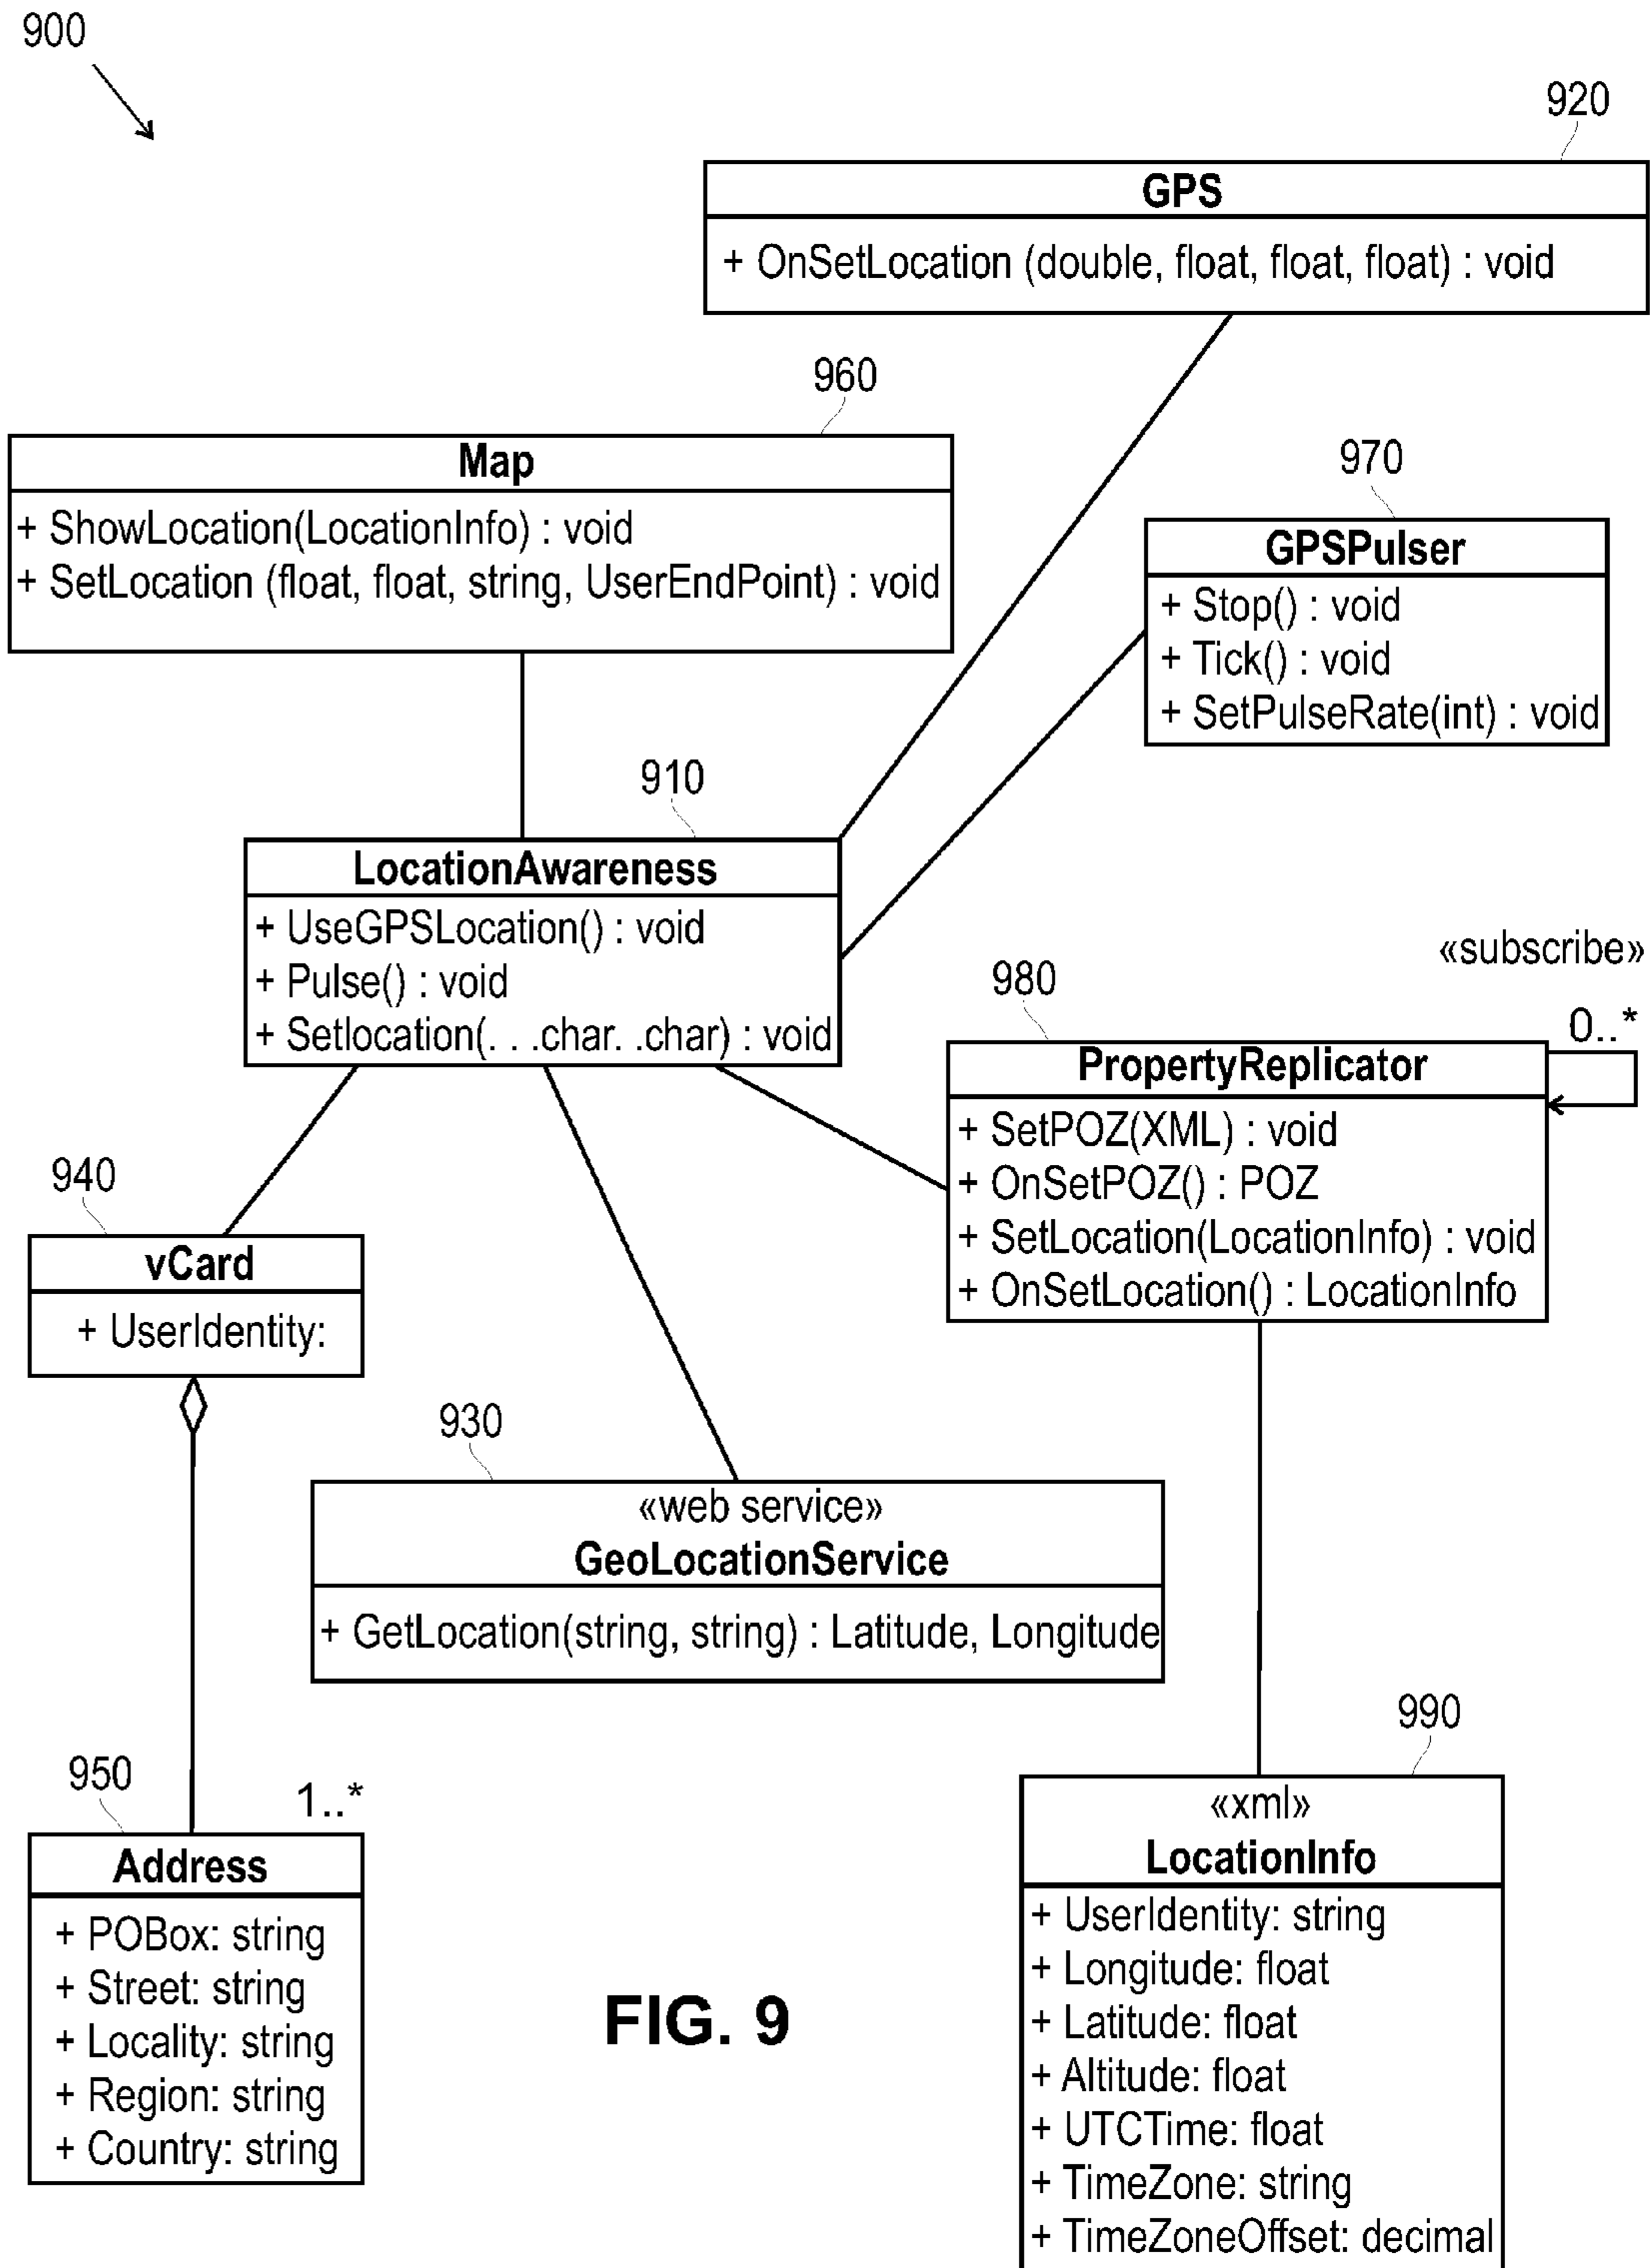 900
920
GPS
+ OnSetLocation (double, float, float, float) : void
960
Map
+ ShowLocation(LocationInfo) : void
+ SetLocation (float, float, string, UserEndPoint) : void
970
GPSPulser
+ Stop() : void
+ Tick() : void
+ SetPulseRate(int) : void
910
LocationAwareness
+ UseGPSLocation() : void
+ Pulse() : void
+ Setlocation(. . .char. .char) : void
«subscribe»
0..*
980
PropertyReplicator
+ SetPOZ(XML) : void
+ OnSetPOZ() : POZ
+ SetLocation(LocationInfo) : void
+ OnSetLocation() : LocationInfo
940
vCard
+ UserIdentity:
930
«web service»
GeoLocationService
+ GetLocation(string, string) : Latitude, Longitude
950
1..*
Address
+ POBox: string
+ Street: string
+ Locality: string
+ Region: string
+ Country: string
990
«xml»
LocationInfo
+ UserIdentity: string
+ Longitude: float
+ Latitude: float
+ Altitude: float
+ UTCTime: float
+ TimeZone: string
+ TimeZoneOffset: decimal
FIG. 9